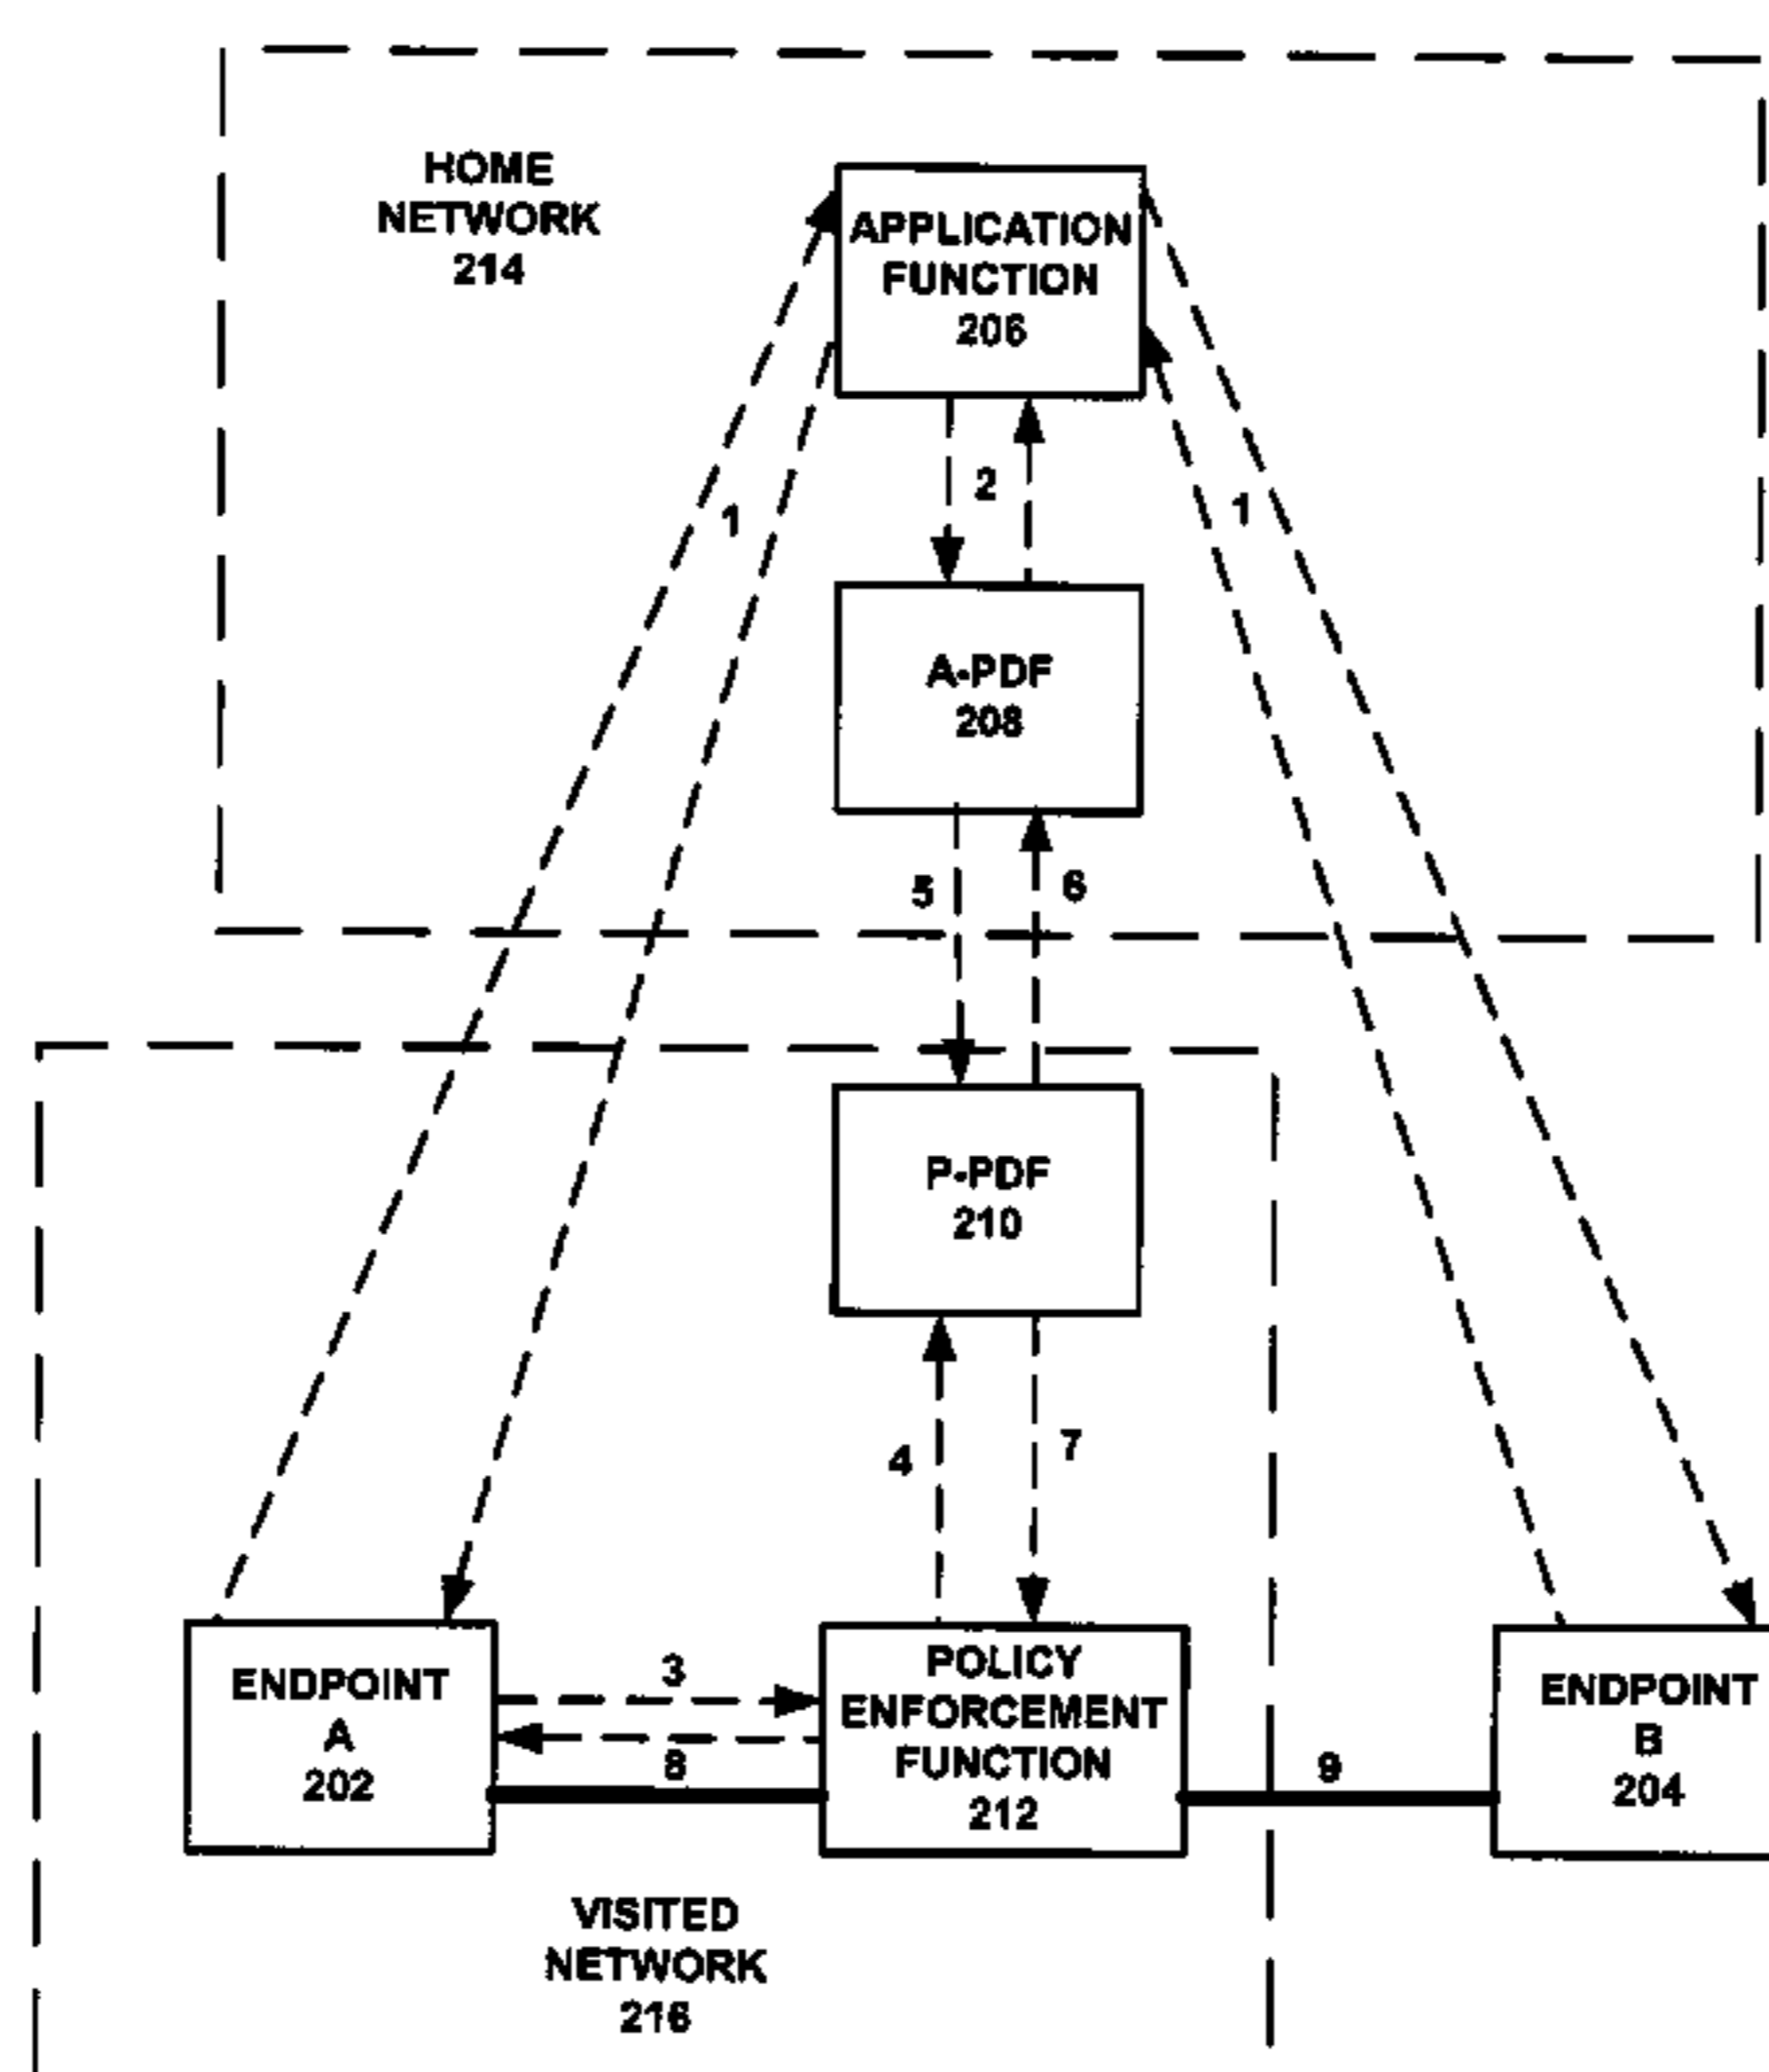 HOME
NETWORK
214
APPLICATION
FUNCTION
206
1
2
1
A-PDF
208
5
6
P-PDF
210
4
7
ENDPOINT
A
202
3
8
POLICY
ENFORCEMENT
FUNCTION
212
9
ENDPOINT
B
204
VISITED
NETWORK
216